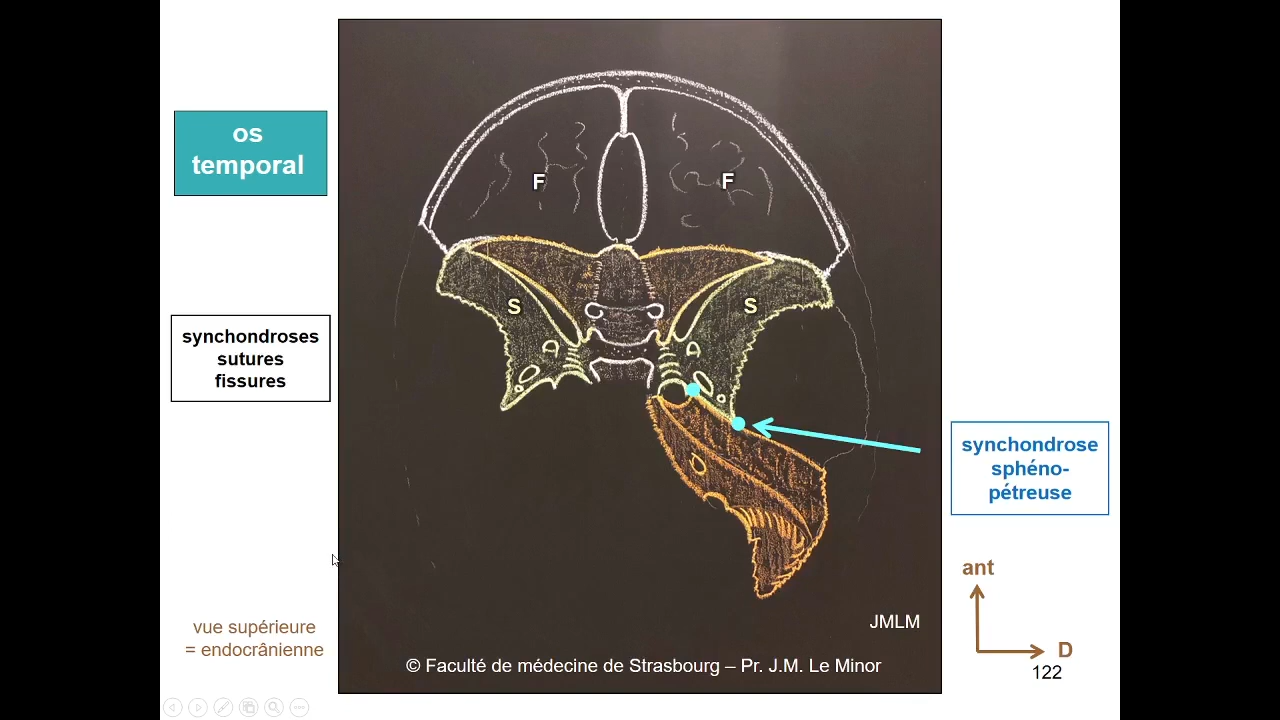 os
temporal
synchondroses
sutures
fissures
vue supérieure
= endocrânienne
F
F
S
S
JMLM
© Faculté de médecine de Strasbourg – Pr. J.M. Le Minor
synchondrose
sphéno-
pétreuse
ant
D
122